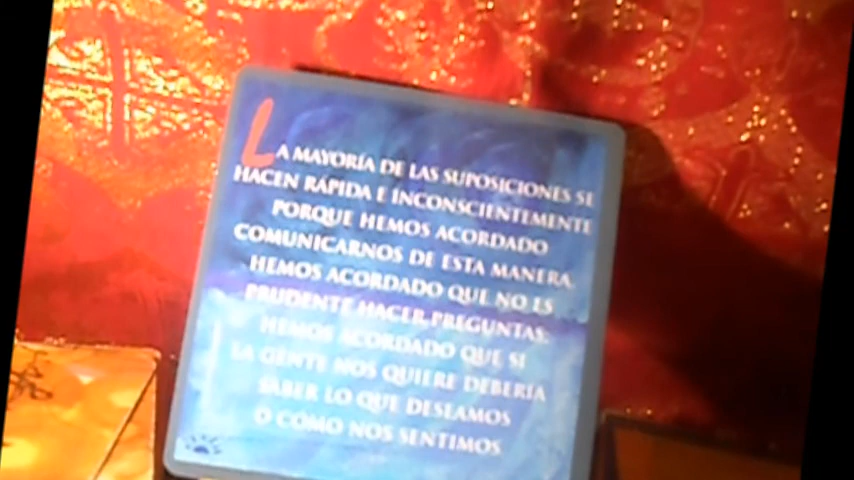 LA MAYORÍA DE LAS SUPOSICIONES SE
HACEN RÁPIDA E INCONSCIENTEMENTE
PORQUE HEMOS ACORDADO
COMUNICARNOS DE ESTA MANERA.
HEMOS ACORDADO QUE NO ES
PRUDENTE HACER PREGUNTAS;
HEMOS ACORDADO QUE SI
LA GENTE NOS QUIERE DEBERÍA
SABER LO QUE DESEAMOS
O CÓMO NOS SENTIMOS